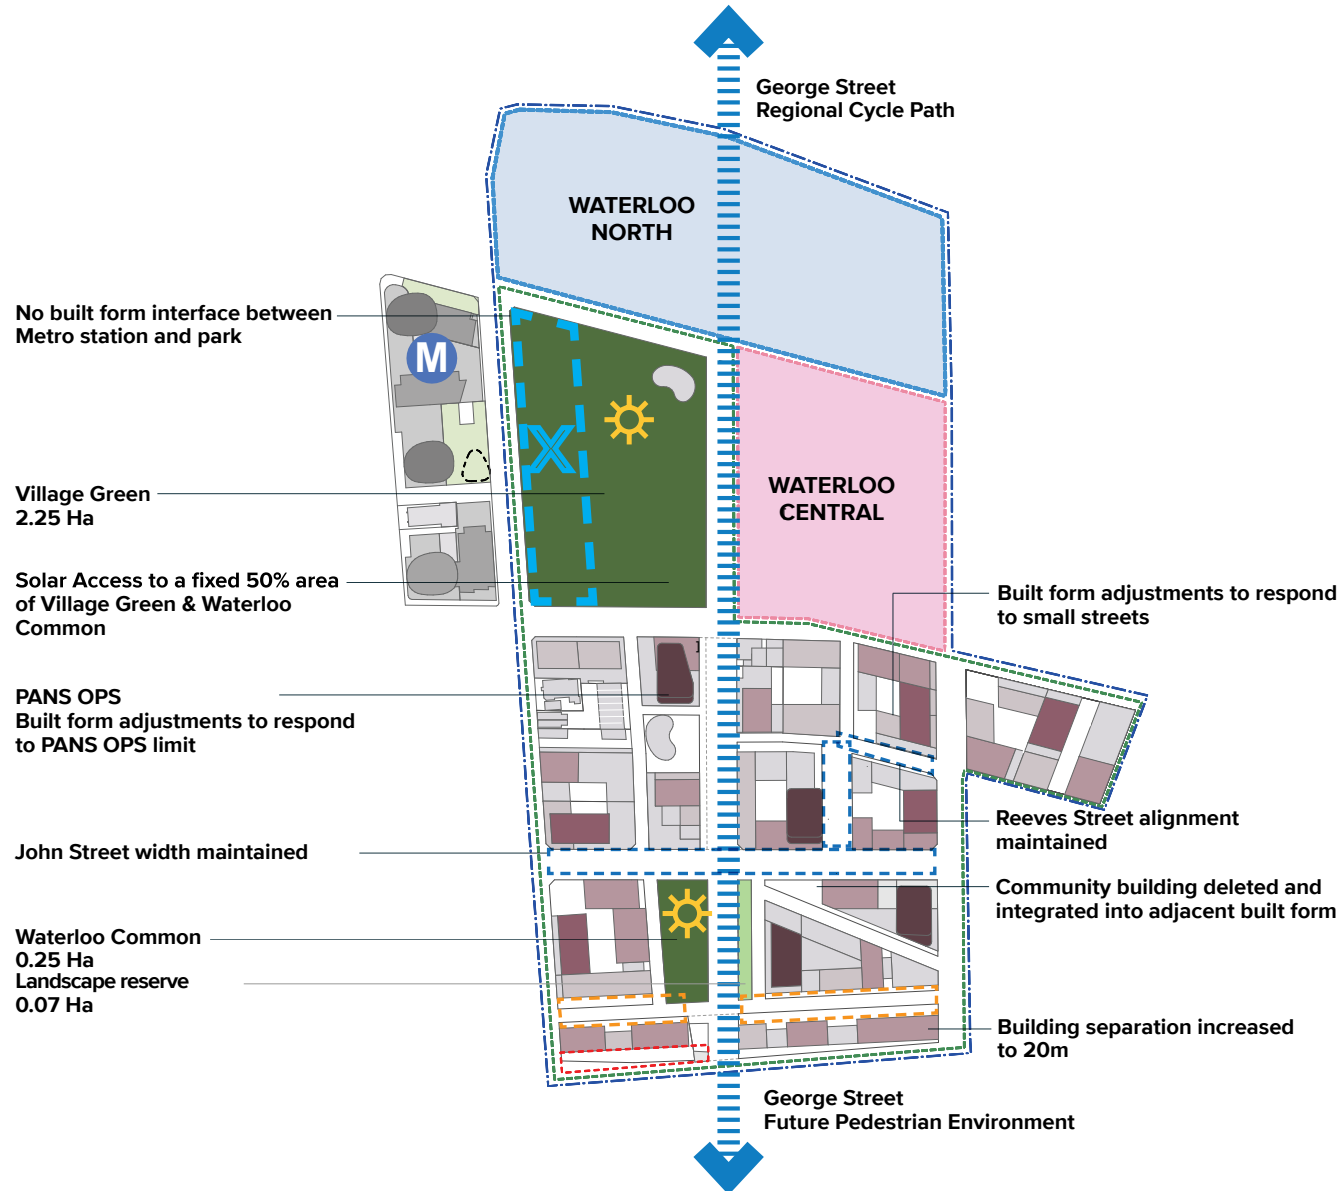 George Street
Regional Cycle Path
WATERLOO
NORTH
No built form interface between
Metro station and park
M
X
WATERLOO
CENTRAL
Village Green
2.25 Ha
Solar Access to a fixed 50% area
of Village Green & Waterloo
Common
Built form adjustments to respond
to small streets
PANS OPS
Built form adjustments to respond
to PANS OPS limit
Reeves Street alignment
maintained
John Street width maintained
Community building deleted and
integrated into adjacent built form
Waterloo Common
0.25 Ha
Landscape reserve
0.07 Ha
Building separation increased
to 20m
George Street
Future Pedestrian Environment